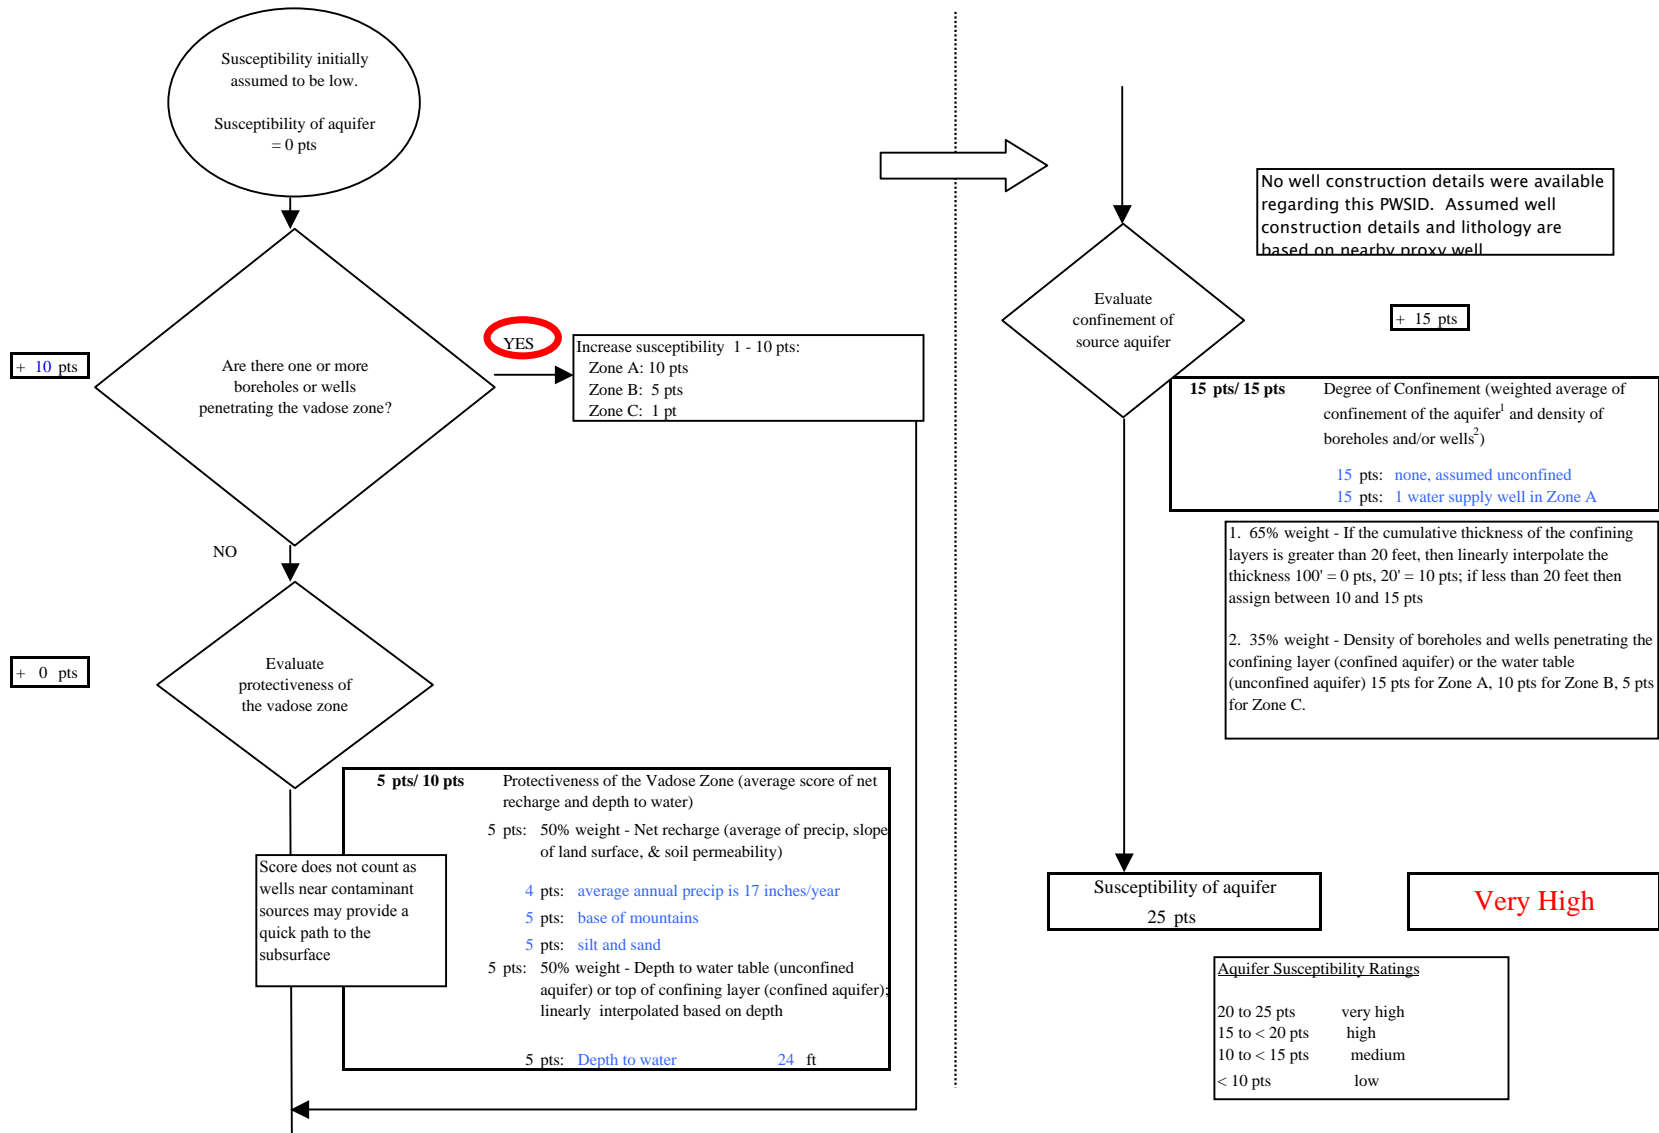 Susceptibility initially
assumed to be low.
Susceptibility of aquifer
= 0 pts
+ 10 pts
Are there one or more
boreholes or wells
penetrating the vadose zone?
YES
Increase susceptibility 1 - 10 pts:
Zone A: 10 pts
Zone B: 5 pts
Zone C: 1 pt
NO
+ 0 pts
Evaluate
protectiveness of
the vadose zone
5 pts/ 10 pts
Protectiveness of the Vadose Zone (average score of net
recharge and depth to water)
5 pts: 50% weight - Net recharge (average of precip, slope
of land surface, & soil permeability)
4 pts: average annual precip is 17 inches/year
5 pts: base of mountains
5 pts: silt and sand
5 pts: 50% weight - Depth to water table (unconfined
aquifer) or top of confining layer (confined aquifer);
linearly interpolated based on depth
5 pts: Depth to water 24 ft
Score does not count as
wells near contaminant
sources may provide a
quick path to the
subsurface
No well construction details were available
regarding this PWSID. Assumed well
construction details and lithology are
based on nearby proxy well
Evaluate
confinement of
source aquifer
+ 15 pts
15 pts/ 15 pts
Degree of Confinement (weighted average of
confinement of the aquifer1 and density of
boreholes and/or wells2)
15 pts: none, assumed unconfined
15 pts: 1 water supply well in Zone A
1. 65% weight - If the cumulative thickness of the confining
layers is greater than 20 feet, then linearly interpolate the
thickness 100' = 0 pts, 20' = 10 pts; if less than 20 feet then
assign between 10 and 15 pts
2. 35% weight - Density of boreholes and wells penetrating the
confining layer (confined aquifer) or the water table
(unconfined aquifer) 15 pts for Zone A, 10 pts for Zone B, 5 pts
for Zone C.
Susceptibility of aquifer
25 pts
Very High
Aquifer Susceptibility Ratings
20 to 25 pts very high
15 to < 20 pts high
10 to < 15 pts medium
< 10 pts low